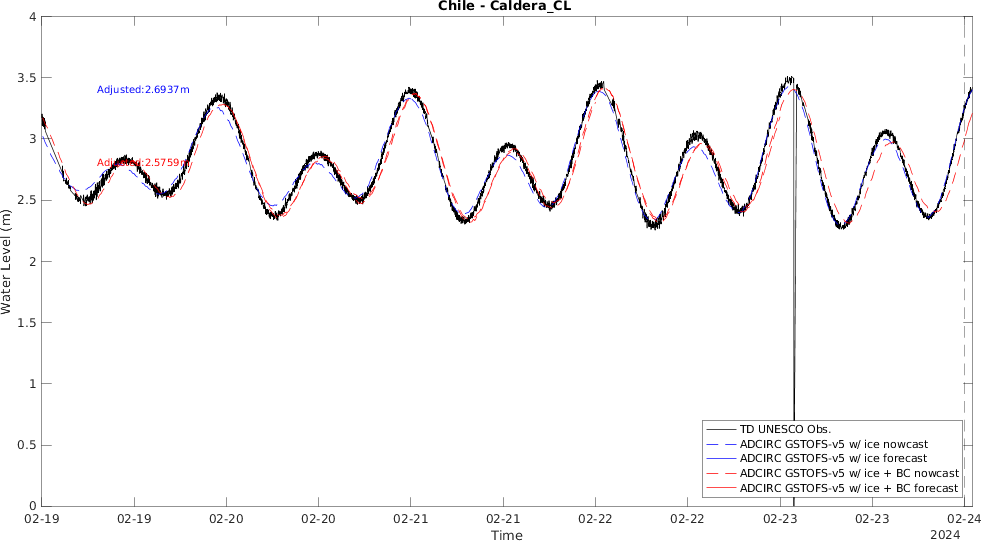 Chile - Caldera_CL
4
3.5
3
2.5
2
1.5
1
0.5
0
Water Level (m)
Adjusted:2.6937m
Adjusted:2.5759m
TD UNESCO Obs.
ADCIRC GSTOFS-v5 w/ ice nowcast
ADCIRC GSTOFS-v5 w/ ice forecast
ADCIRC GSTOFS-v5 w/ ice + BC nowcast
ADCIRC GSTOFS-v5 w/ ice + BC forecast
02-19 02-19 02-20 02-20 02-21 02-21 02-22 02-22 02-23 02-23 02-24
Time
2024